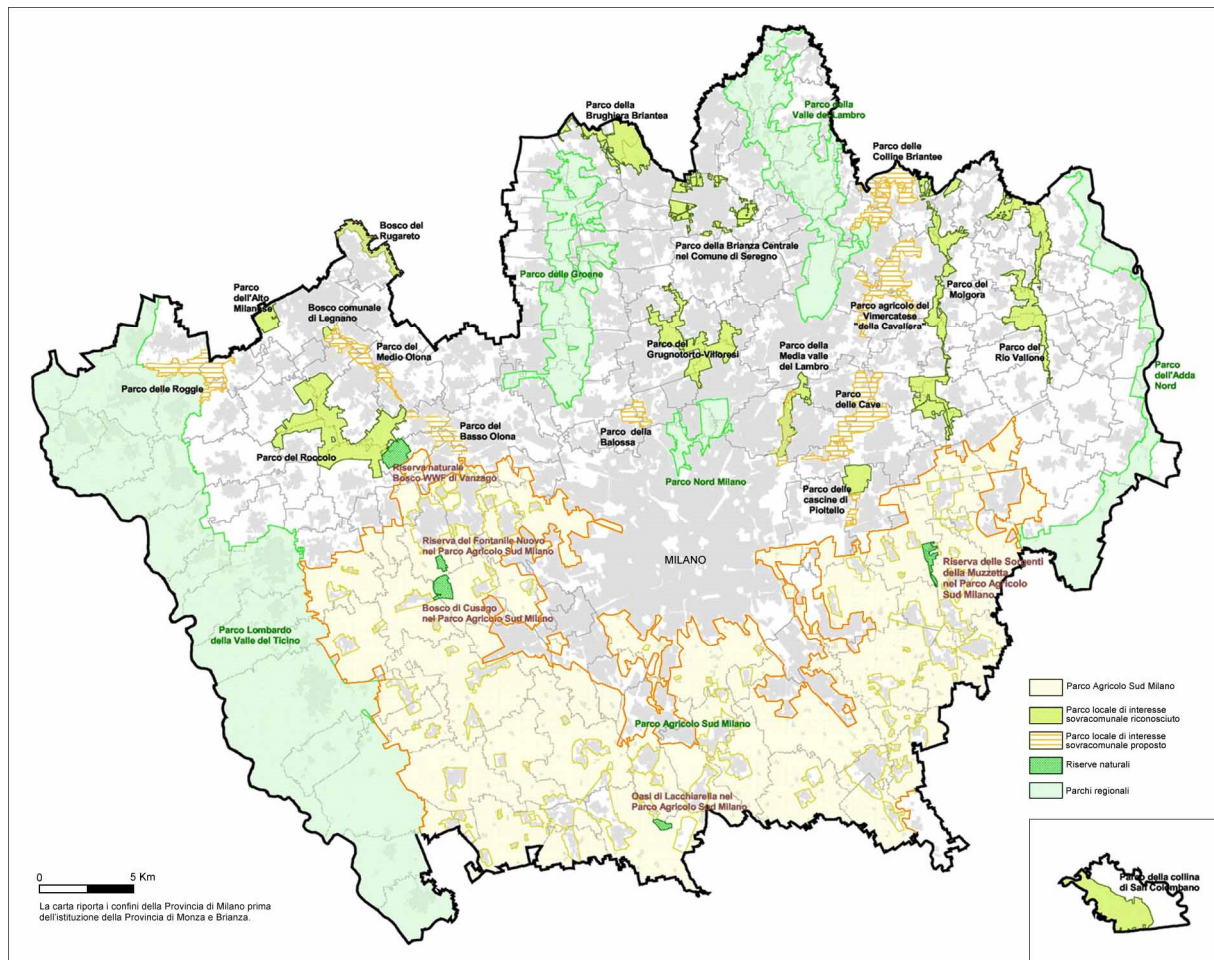 Parco della
Brughiera Briantea
Parco della
Valle del Lambro
Parco delle
Colline Briantee
Bosco del
Rugareto
Parco della Brianza Centrale
nel Comune di Seregno
Parco delle Groene
Parco
dell'Alto
Milanese
Bosco comunale
di Legnano
Parco del
Molgora
Parco agricolo del
Vimercatese
"della Cavallera"
Parco del
Medio Olona
Parco del
Grugnotorto-Villoresi
Parco della
Media valle
del Lambro
Parco del
Rio Vallone
Parco
dell'Adda
Nord
Parco delle Roggie
Parco
delle Cave
Parco del
Basso Olona
Parco della
Balossa
Parco del Roccolo
Riserva naturale
Bosco WWF di Vanzago
Parco Nord Milano
Parco delle
cascine di
Pioltello
Riserva del Fontanile Nuovo
nel Parco Agricolo Sud Milano
MILANO
Riserva delle Sorgenti
della Muzzetta
nel Parco Agricolo
Sud Milano
Bosco di Cusago
nel Parco Agricolo Sud Milano
Parco Lombardo
della Valle del Ticino
Parco Agricolo Sud Milano
Oasi di Lacchiarella nel
Parco Agricolo Sud Milano
Parco Agricolo Sud Milano
Parco locale di interesse
sovracomunale riconosciuto
Parco locale di interesse
sovracomunale proposto
Riserve naturali
Parchi regionali
Parco della collina
di San Colombano
0 5 Km
La carta riporta i confini della Provincia di Milano prima
dell'istituzione della Provincia di Monza e Brianza.